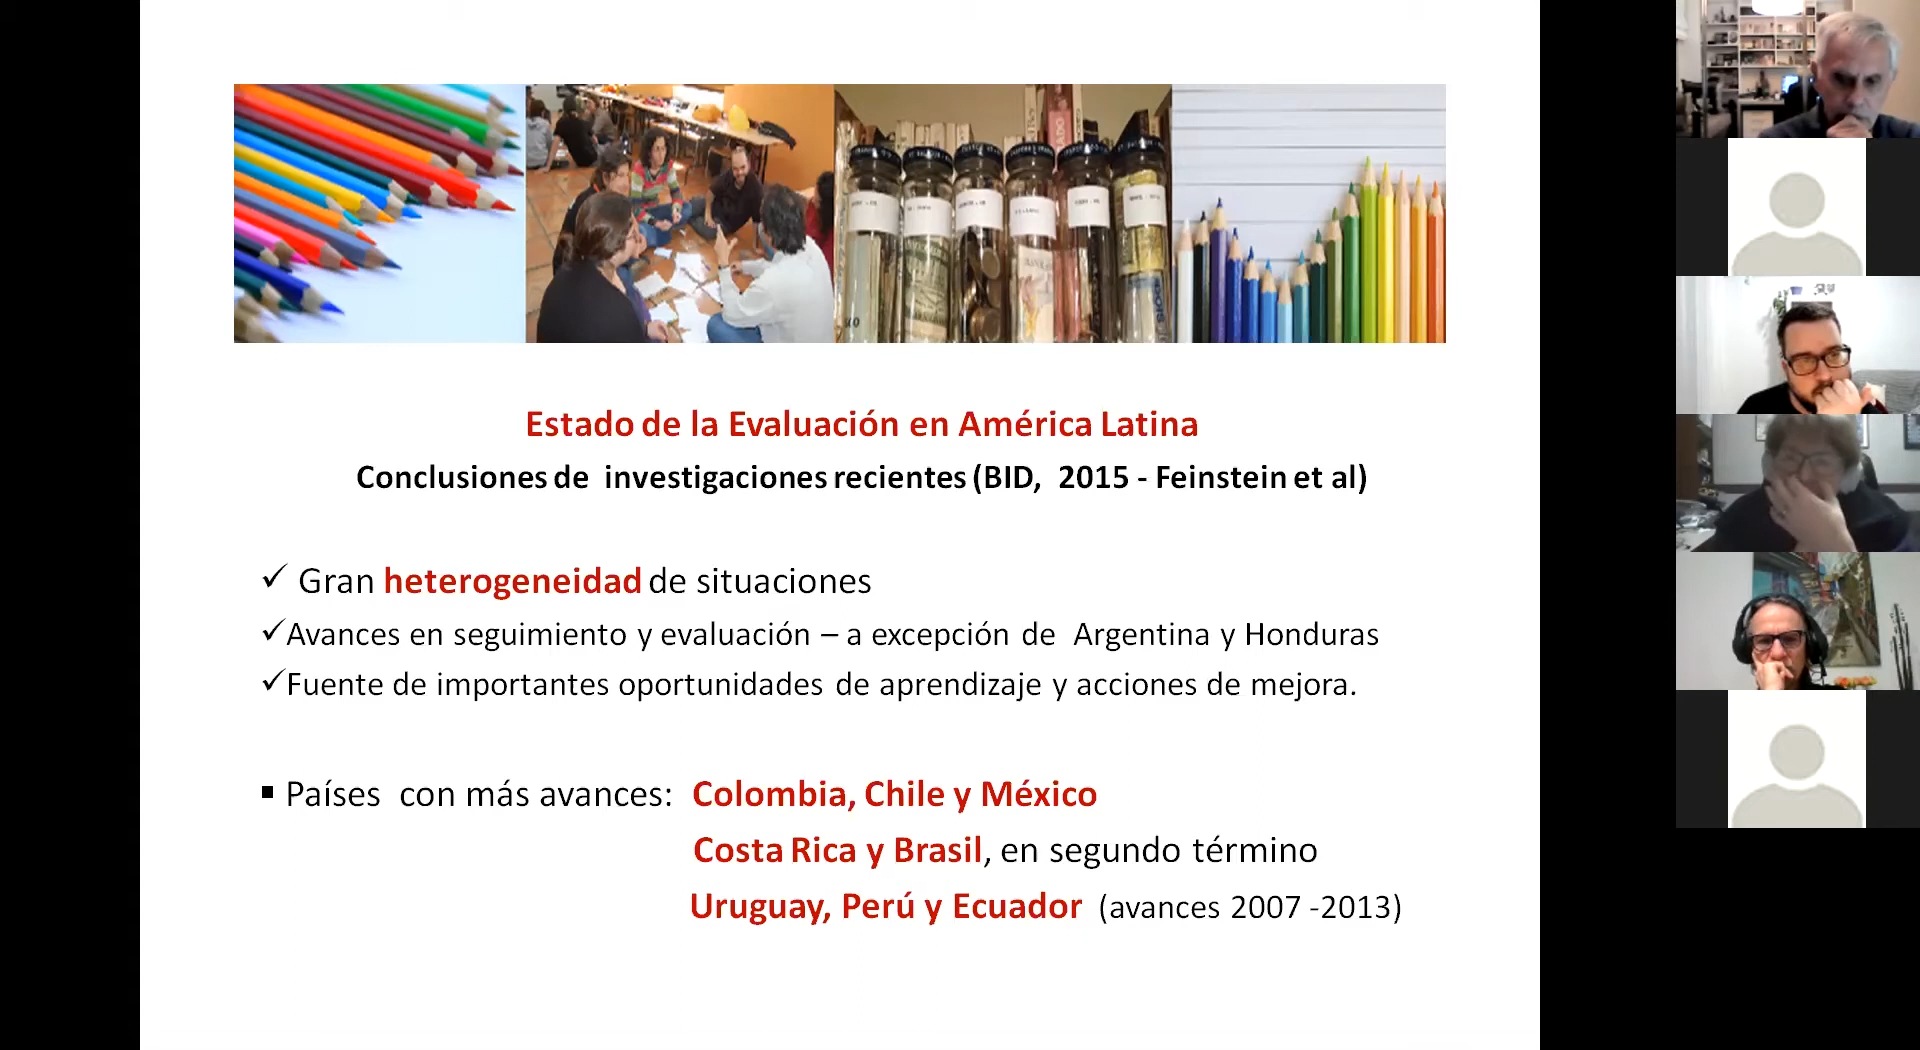 Estado de la Evaluación en América Latina
Conclusiones de investigaciones recientes (BID, 2015 - Feinstein et al)
✓ Gran heterogeneidad de situaciones
✓Avances en seguimiento y evaluación – a excepción de Argentina y Honduras
✓Fuente de importantes oportunidades de aprendizaje y acciones de mejora.
▪ Países con más avances: Colombia, Chile y México
Costa Rica y Brasil, en segundo término
Uruguay, Perú y Ecuador (avances 2007 -2013)